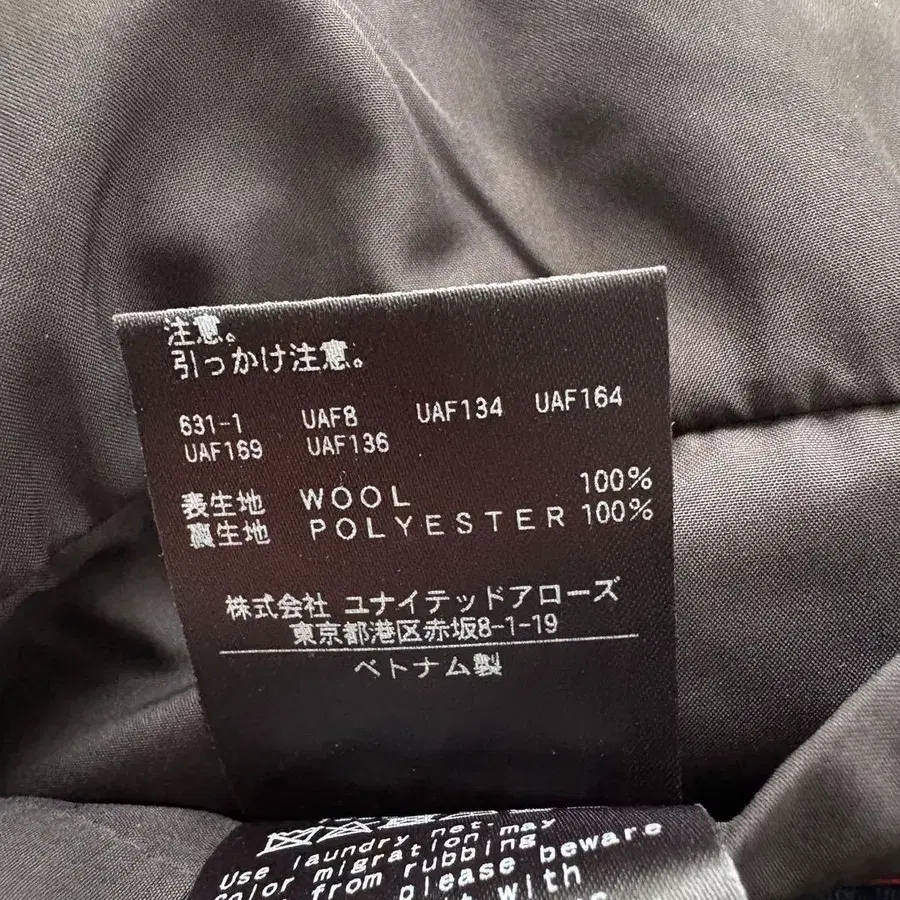 注意。
引っかけ注意。
631-1 UAF8 UAF134 UAF164
UAF169 UAF136
表生地 WOOL 100%
裏生地 POLYESTER 100%
株式会社 ユナイテッドアローズ
東京都港区赤坂8-1-19
ベトナム製
Use laundry net.may
color migration
from rubbing
please beware
it with